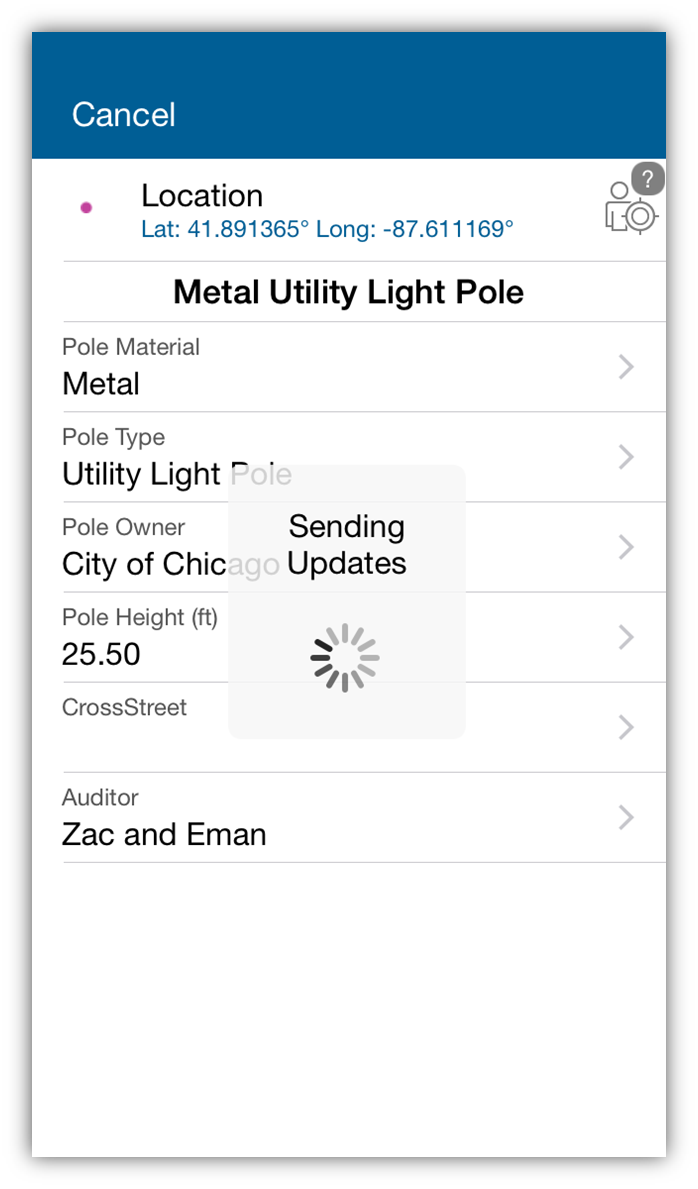 Cancel
?
Location
Lat: 41.891365° Long: -87.611169°
Metal Utility Light Pole
Pole Material
Metal
Pole Type
Utility Light Pole
Pole Owner
City of Chicago
Sending
Updates
Pole Height (ft)
25.50
CrossStreet
Auditor
Zac and Eman